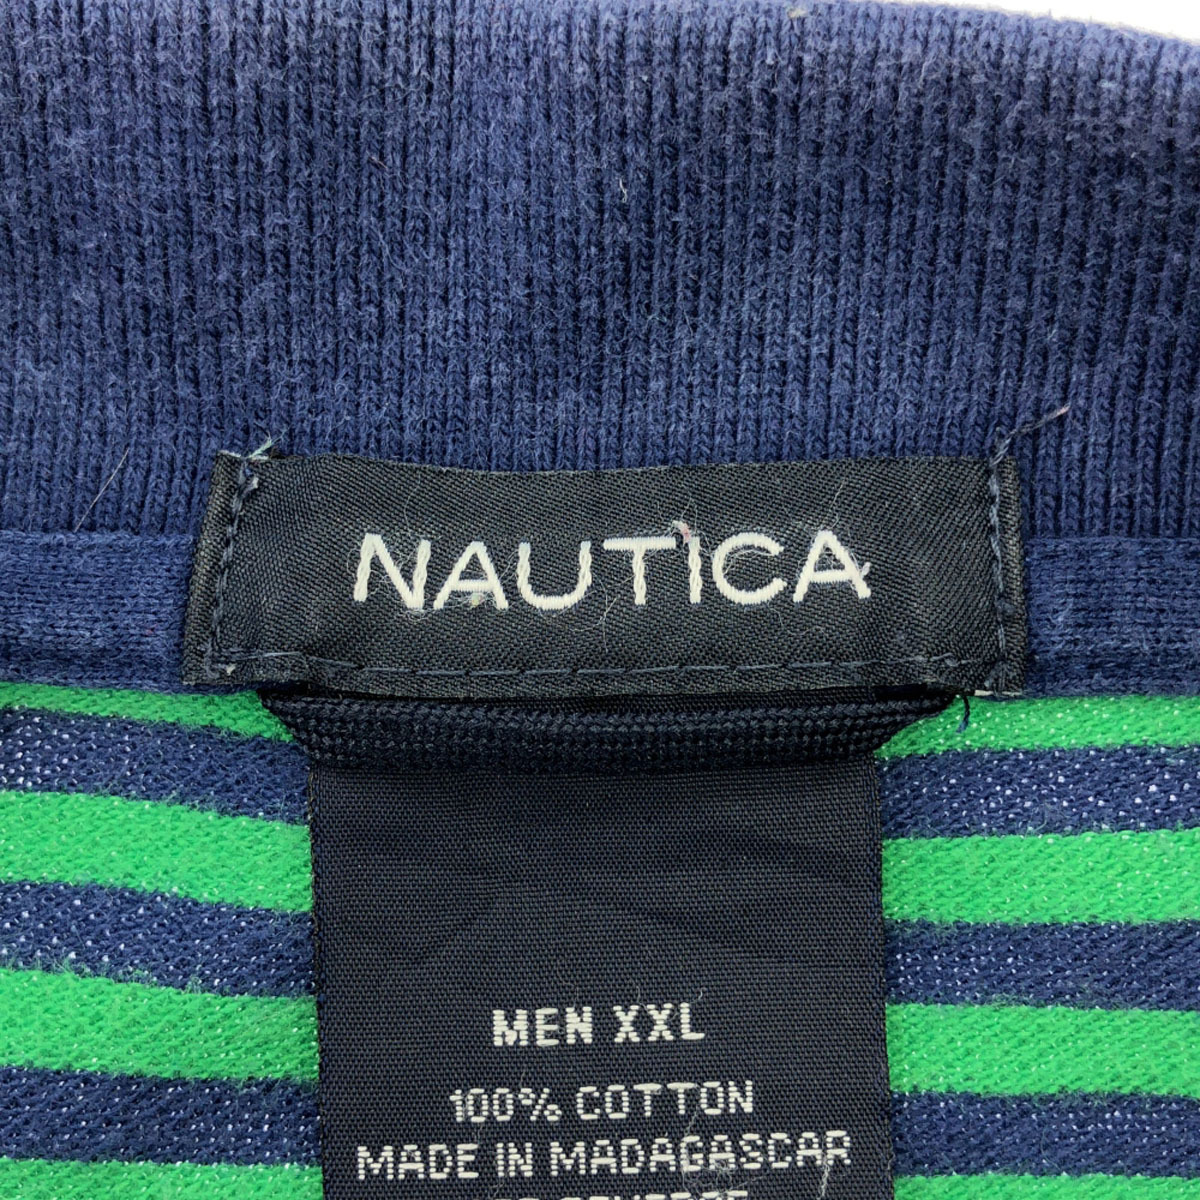 NAUTICA
MEN XXL
100% COTTON
MADE IN MADAGASCAR